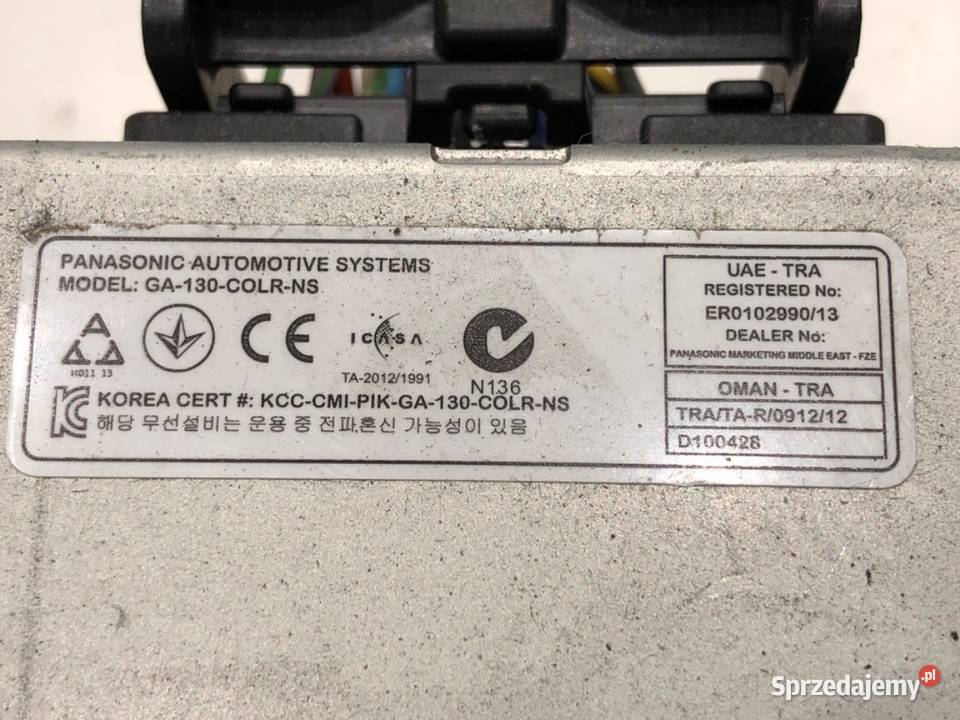 PANASONIC AUTOMOTIVE SYSTEMS
MODEL: GA-130-COLR-NS
CE
ICASA
TA-2012/1991
N136
KOREA CERT #: KCC-CMI-PIK-GA-130-COLR-NS
해당 무선설비는 운용 중 전파혼신 가능성이 있음
UAE - TRA
REGISTERED No:
ER0102990/13
DEALER No:
PANASONIC MARKETING MIDDLE EAST - FZE
OMAN - TRA
TRA/TA-R/0912/12
D100428
Sprzedajemy.pl